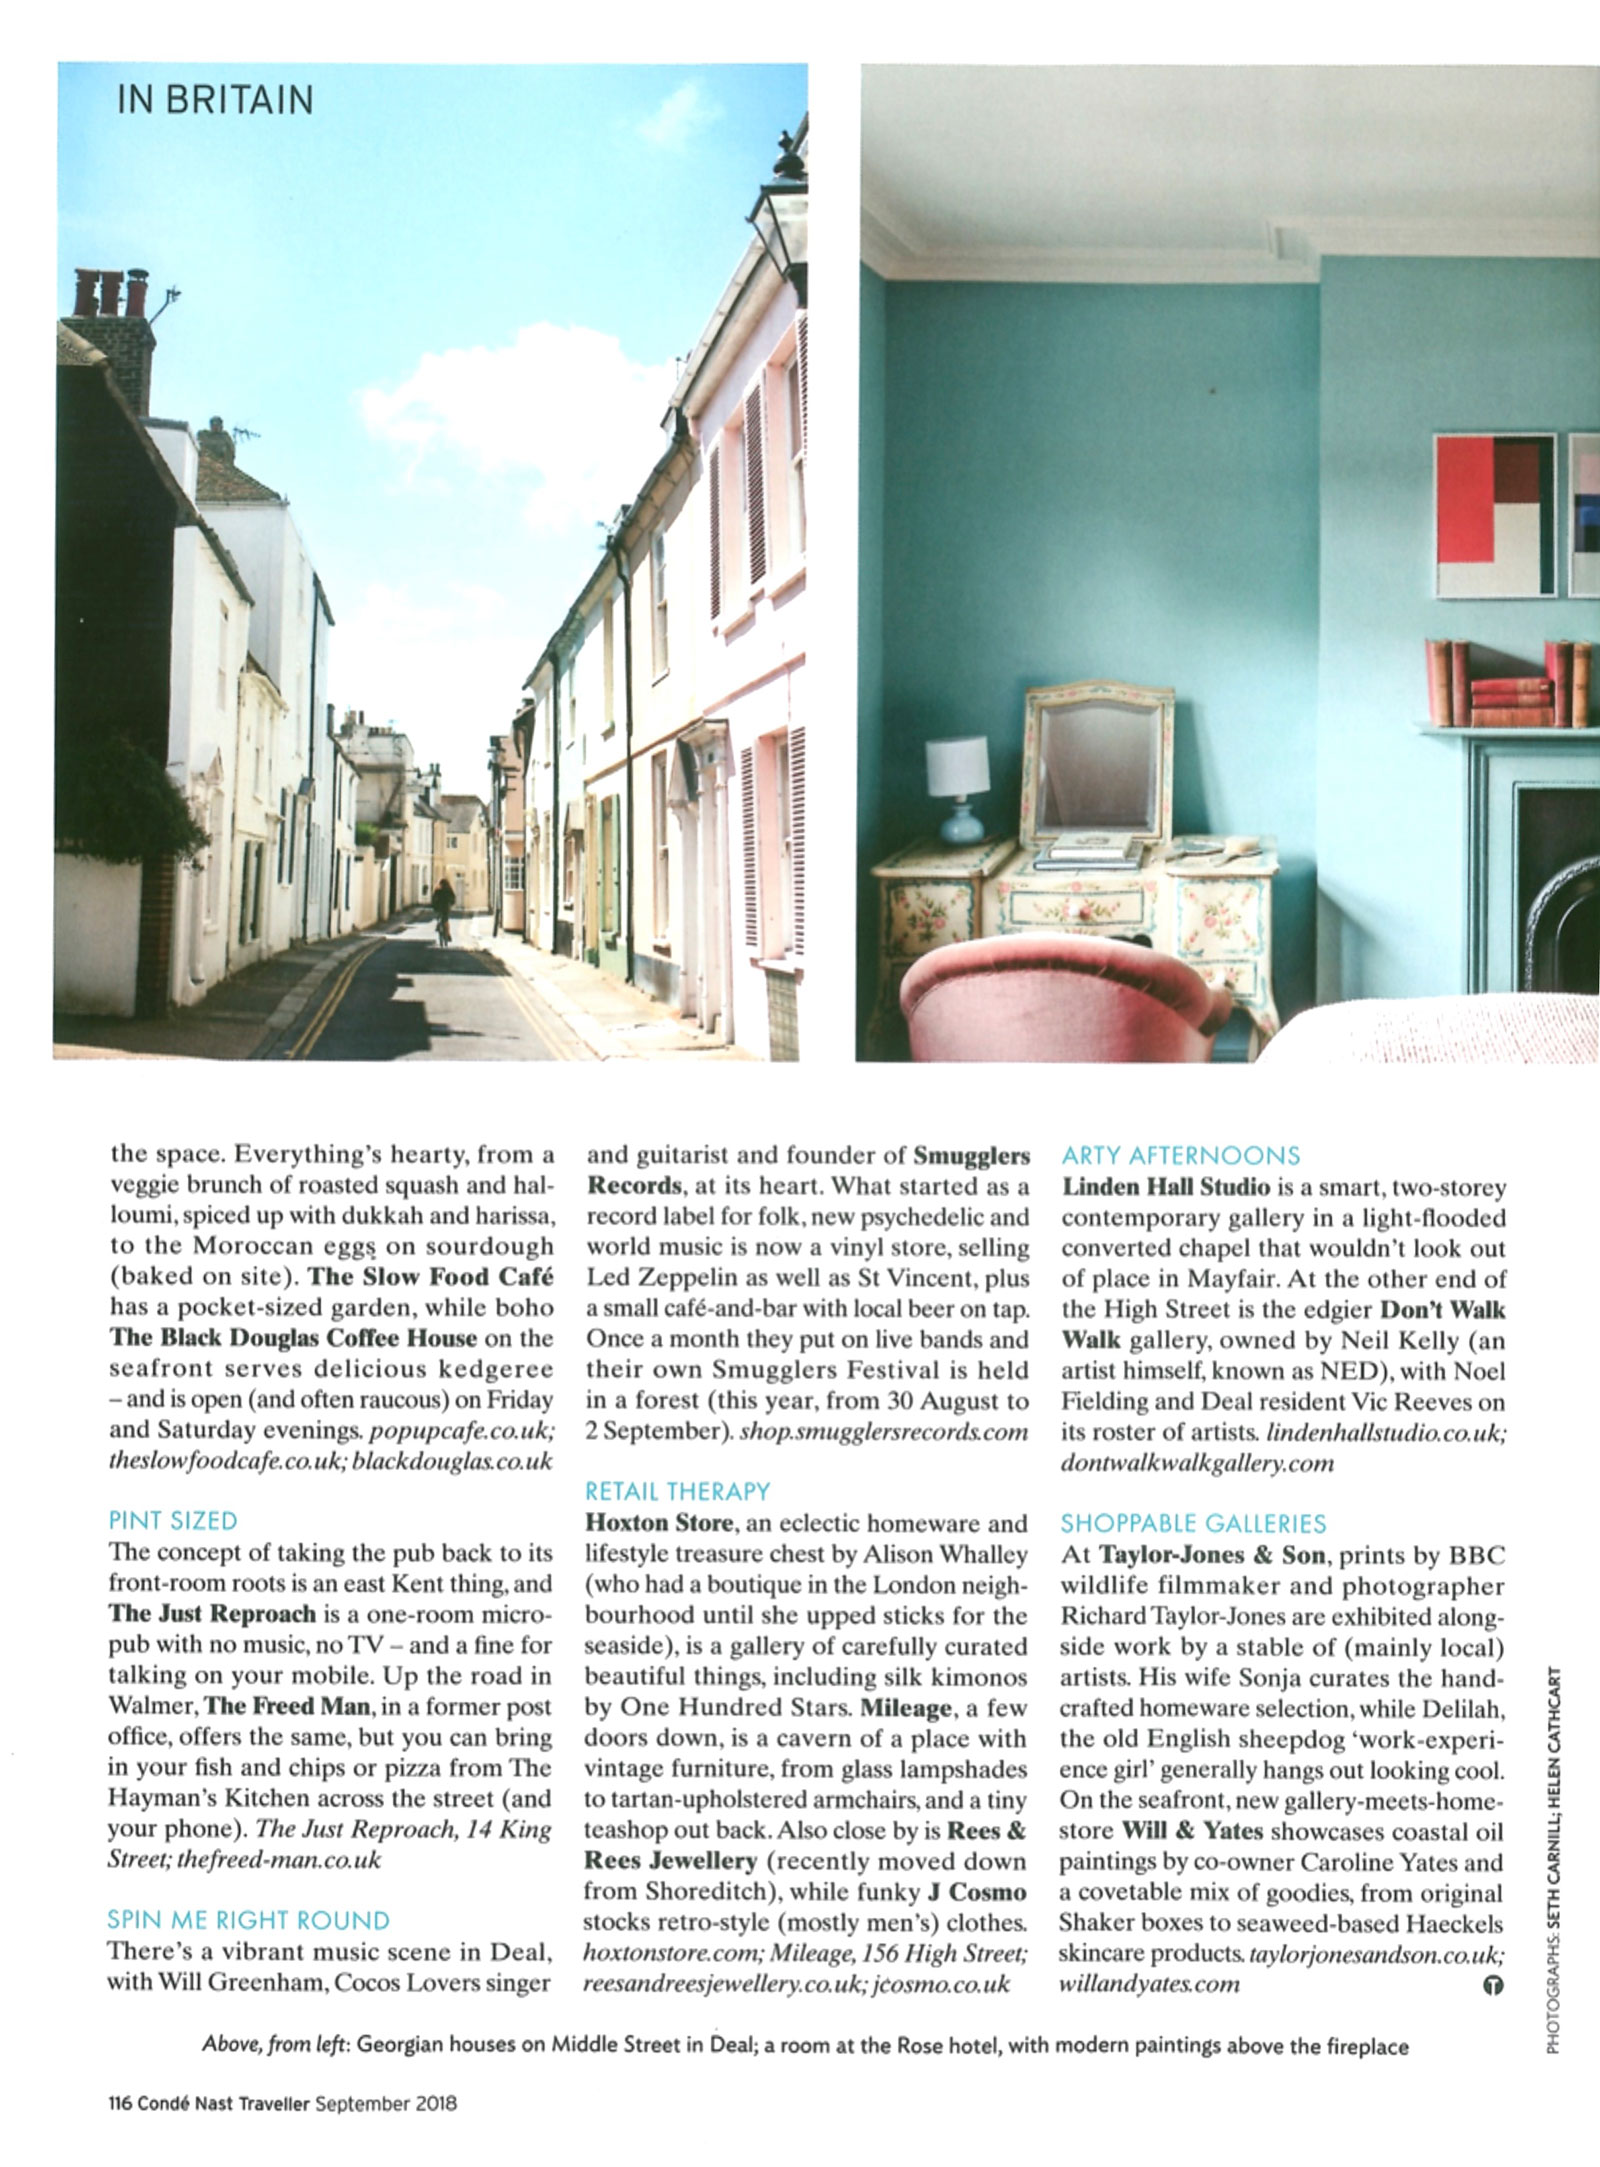 IN BRITAIN
the space. Everything's hearty, from a
veggie brunch of roasted squash and hal-
loumi, spiced up with dukkah and harissa,
to the Moroccan eggs on sourdough
(baked on site). The Slow Food Café
has a pocket-sized garden, while boho
The Black Douglas Coffee House on the
seafront serves delicious kedgeree
– and is open (and often raucous) on Friday
and Saturday evenings. popupcafe.co.uk;
theslowfoodcafe.co.uk; blackdouglas.co.uk
PINT SIZED
The concept of taking the pub back to its
front-room roots is an east Kent thing, and
The Just Reproach is a one-room micro-
pub with no music, no TV – and a fine for
talking on your mobile. Up the road in
Walmer, The Freed Man, in a former post
office, offers the same, but you can bring
in your fish and chips or pizza from The
Hayman's Kitchen across the street (and
your phone). The Just Reproach, 14 King
Street; thefreed-man.co.uk
SPIN ME RIGHT ROUND
There's a vibrant music scene in Deal,
with Will Greenham, Cocos Lovers singer
and guitarist and founder of Smugglers
Records, at its heart. What started as a
record label for folk, new psychedelic and
world music is now a vinyl store, selling
Led Zeppelin as well as St Vincent, plus
a small café-and-bar with local beer on tap.
Once a month they put on live bands and
their own Smugglers Festival is held
in a forest (this year, from 30 August to
2 September). shop.smugglersrecords.com
RETAIL THERAPY
Hoxton Store, an eclectic homeware and
lifestyle treasure chest by Alison Whalley
(who had a boutique in the London neigh-
bourhood until she upped sticks for the
seaside), is a gallery of carefully curated
beautiful things, including silk kimonos
by One Hundred Stars. Mileage, a few
doors down, is a cavern of a place with
vintage furniture, from glass lampshades
to tartan-upholstered armchairs, and a tiny
teashop out back. Also close by is Rees &
Rees Jewellery (recently moved down
from Shoreditch), while funky J Cosmo
stocks retro-style (mostly men's) clothes.
hoxtonstore.com; Mileage, 156 High Street;
reesandreesjewellery.co.uk; jcosmo.co.uk
ARTY AFTERNOONS
Linden Hall Studio is a smart, two-storey
contemporary gallery in a light-flooded
converted chapel that wouldn't look out
of place in Mayfair. At the other end of
the High Street is the edgier Don't Walk
Walk gallery, owned by Neil Kelly (an
artist himself, known as NED), with Noel
Fielding and Deal resident Vic Reeves on
its roster of artists. lindenhallstudio.co.uk;
dontwalkwalkgallery.com
SHOPPABLE GALLERIES
At Taylor-Jones & Son, prints by BBC
wildlife filmmaker and photographer
Richard Taylor-Jones are exhibited along-
side work by a stable of (mainly local)
artists. His wife Sonja curates the hand-
crafted homeware selection, while Delilah,
the old English sheepdog 'work-experi-
ence girl' generally hangs out looking cool.
On the seafront, new gallery-meets-home-
store Will & Yates showcases coastal oil
paintings by co-owner Caroline Yates and
a covetable mix of goodies, from original
Shaker boxes to seaweed-based Haeckels
skincare products. taylorjonesandson.co.uk;
willandyates.com T
PHOTOGRAPHS: SETH CARNILL; HELEN CATHCART
Above, from left: Georgian houses on Middle Street in Deal; a room at the Rose hotel, with modern paintings above the fireplace
116 Condé Nast Traveller September 2018